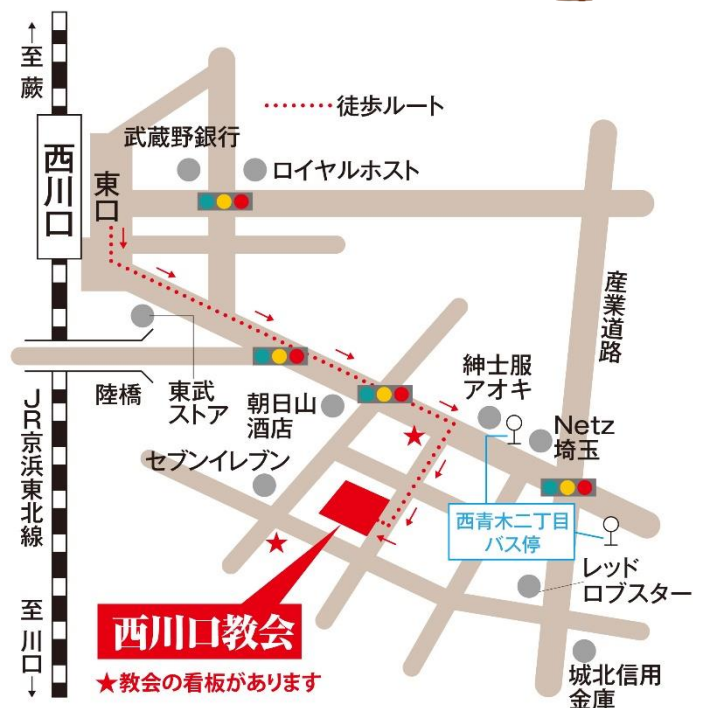 ↑至 蕨
西川口
東口
徒歩ルート
武蔵野銀行
ロイヤルホスト
産業道路
陸橋
東武
ストア
朝日山
酒店
紳士服
アオキ
Netz
埼玉
セブンイレブン
西青木二丁目
バス停
JR京浜東北線
レッド
ロブスター
至 川口↓
西川口教会
★教会の看板があります
城北信用
金庫